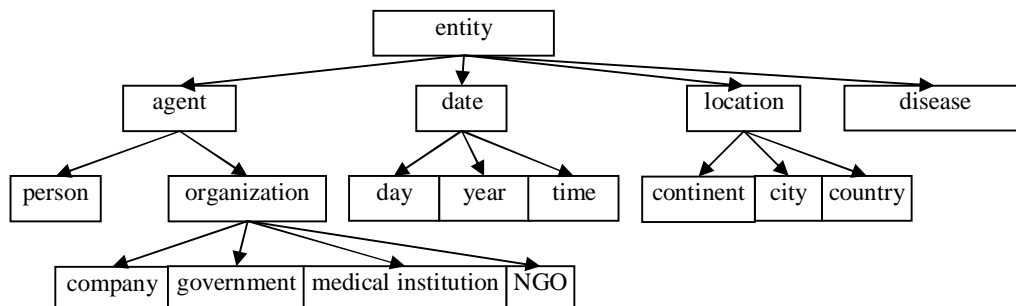 entity
agent
date
location
disease
person
organization
day
year
time
continent
city
country
company
government
medical institution
NGO